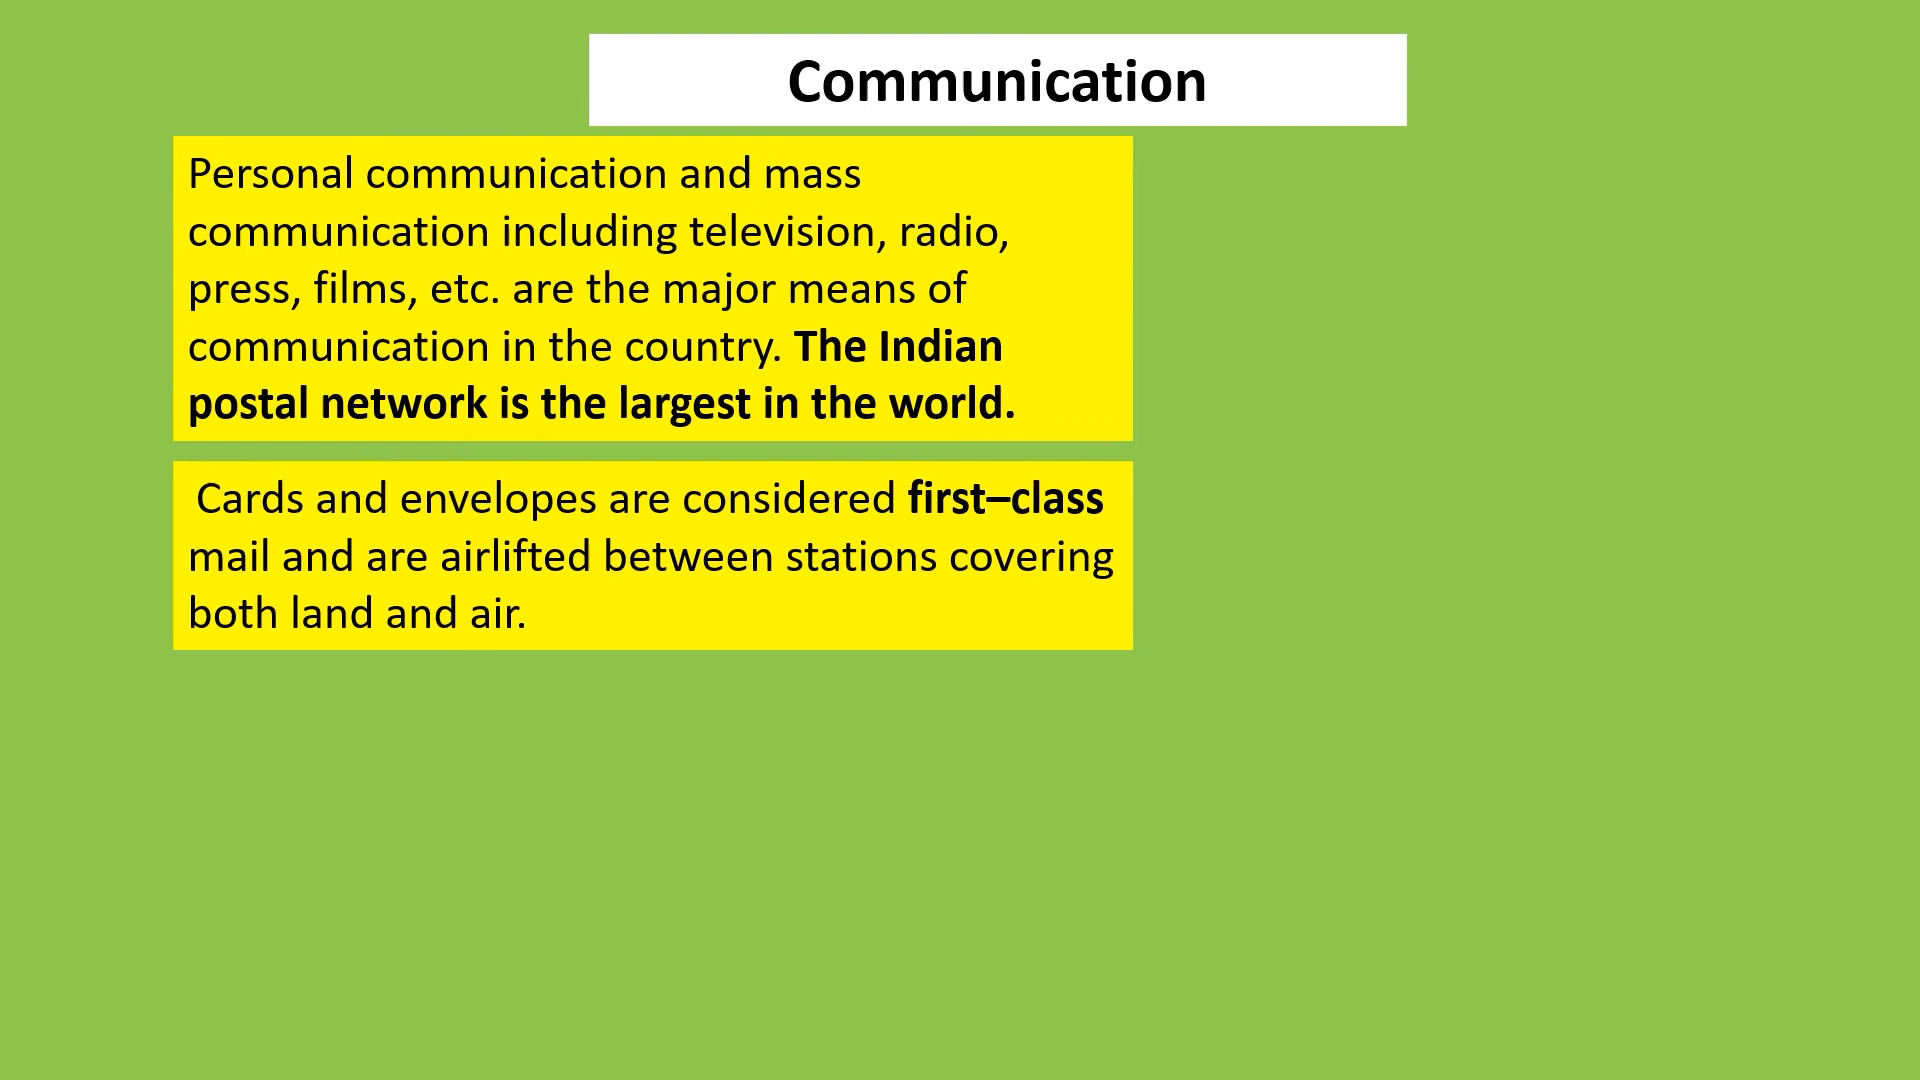 Communication
Personal communication and mass
communication including television, radio,
press, films, etc. are the major means of
communication in the country. The Indian
postal network is the largest in the world.
Cards and envelopes are considered first–class
mail and are airlifted between stations covering
both land and air.